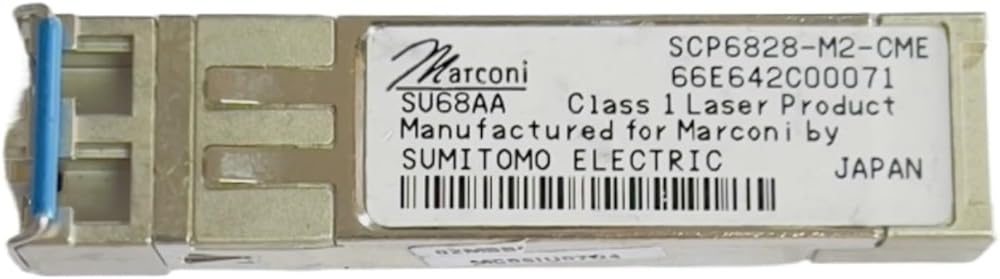 Marconi SCP6828-M2-CME
66E642C00071
SU68AA Class 1 Laser Product
Manufactured for Marconi by
SUMITOMO ELECTRIC JAPAN